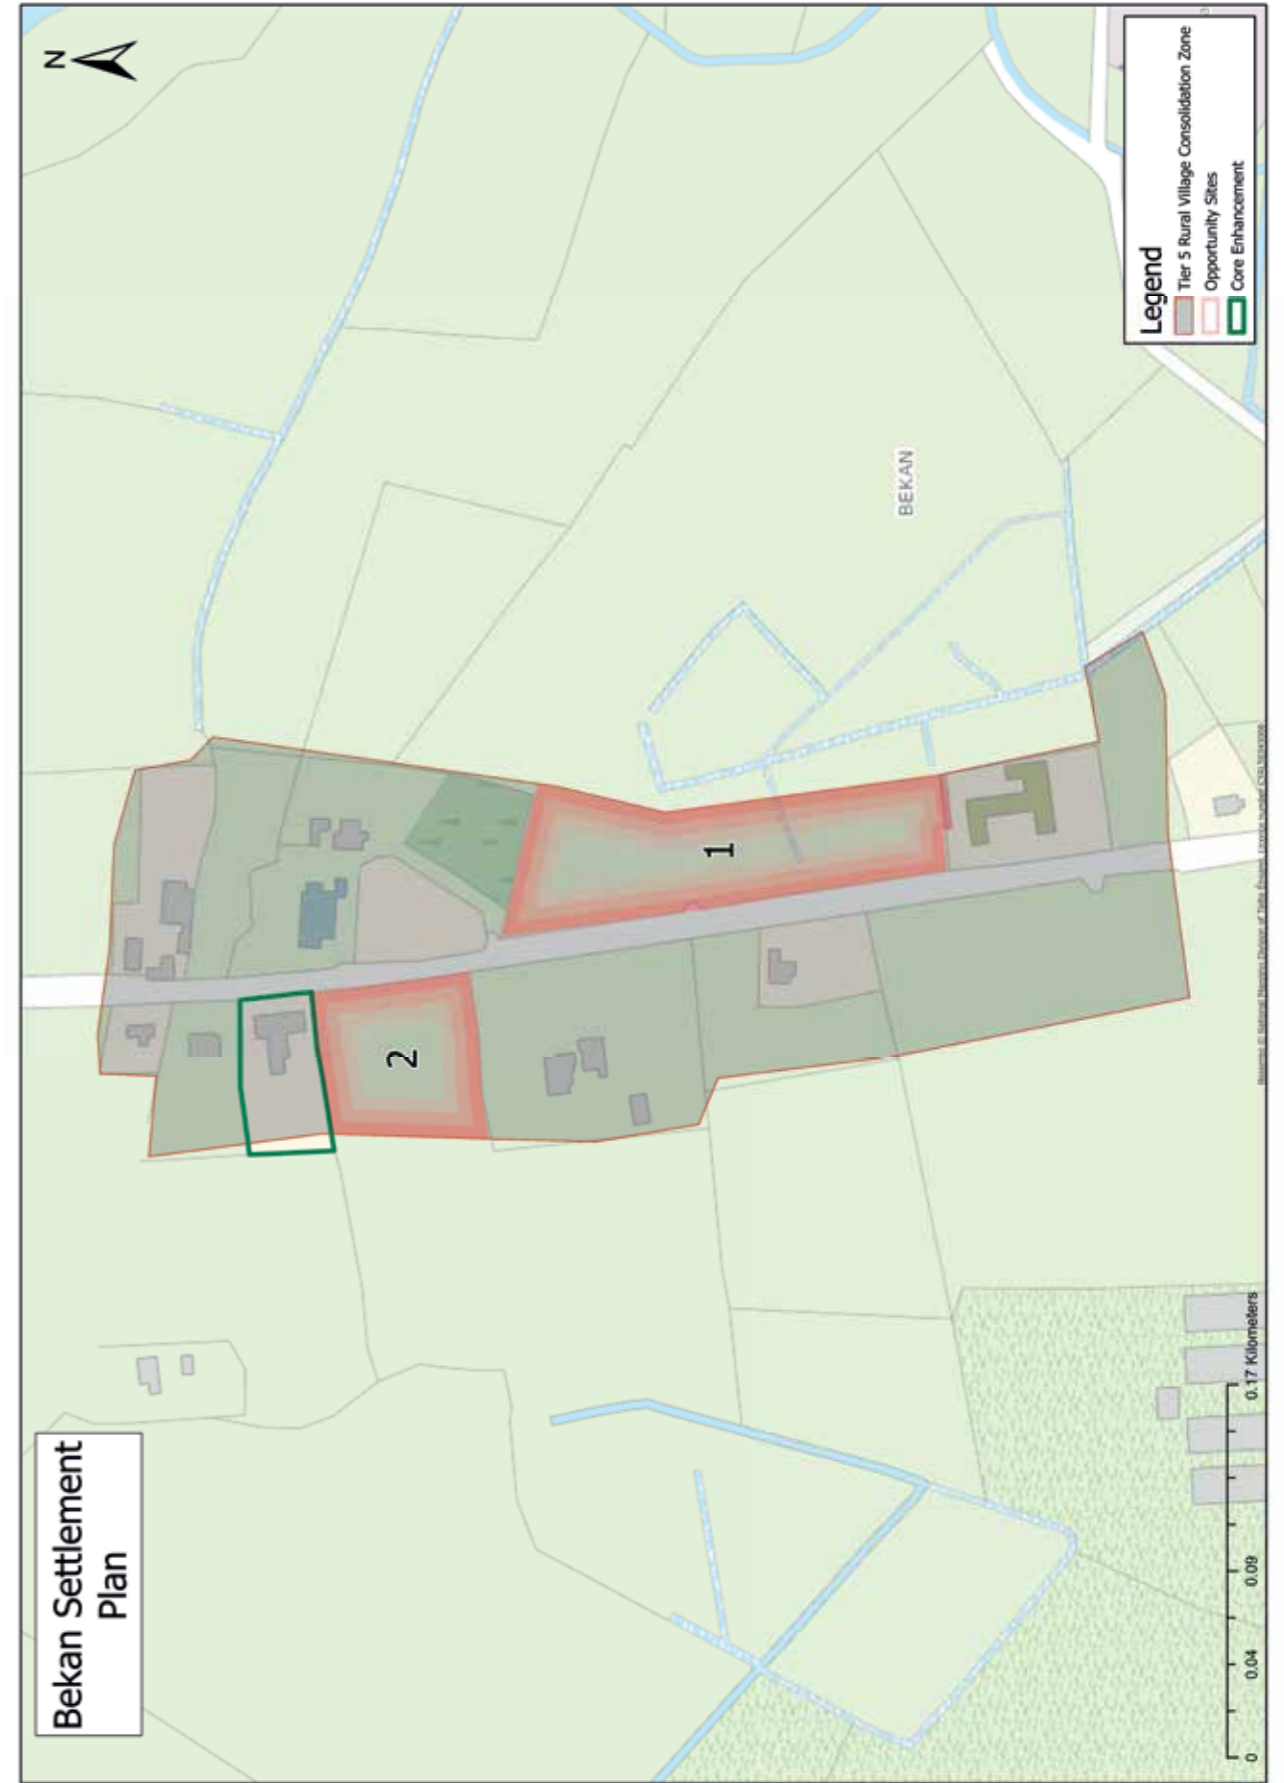 Bekan Settlement
Plan
N
BEKAN
1
2
Legend
Tier 5 Rural Village Consolidation Zone
Opportunity Sites
Core Enhancement
0
0.04
0.09
0.17 Kilometers